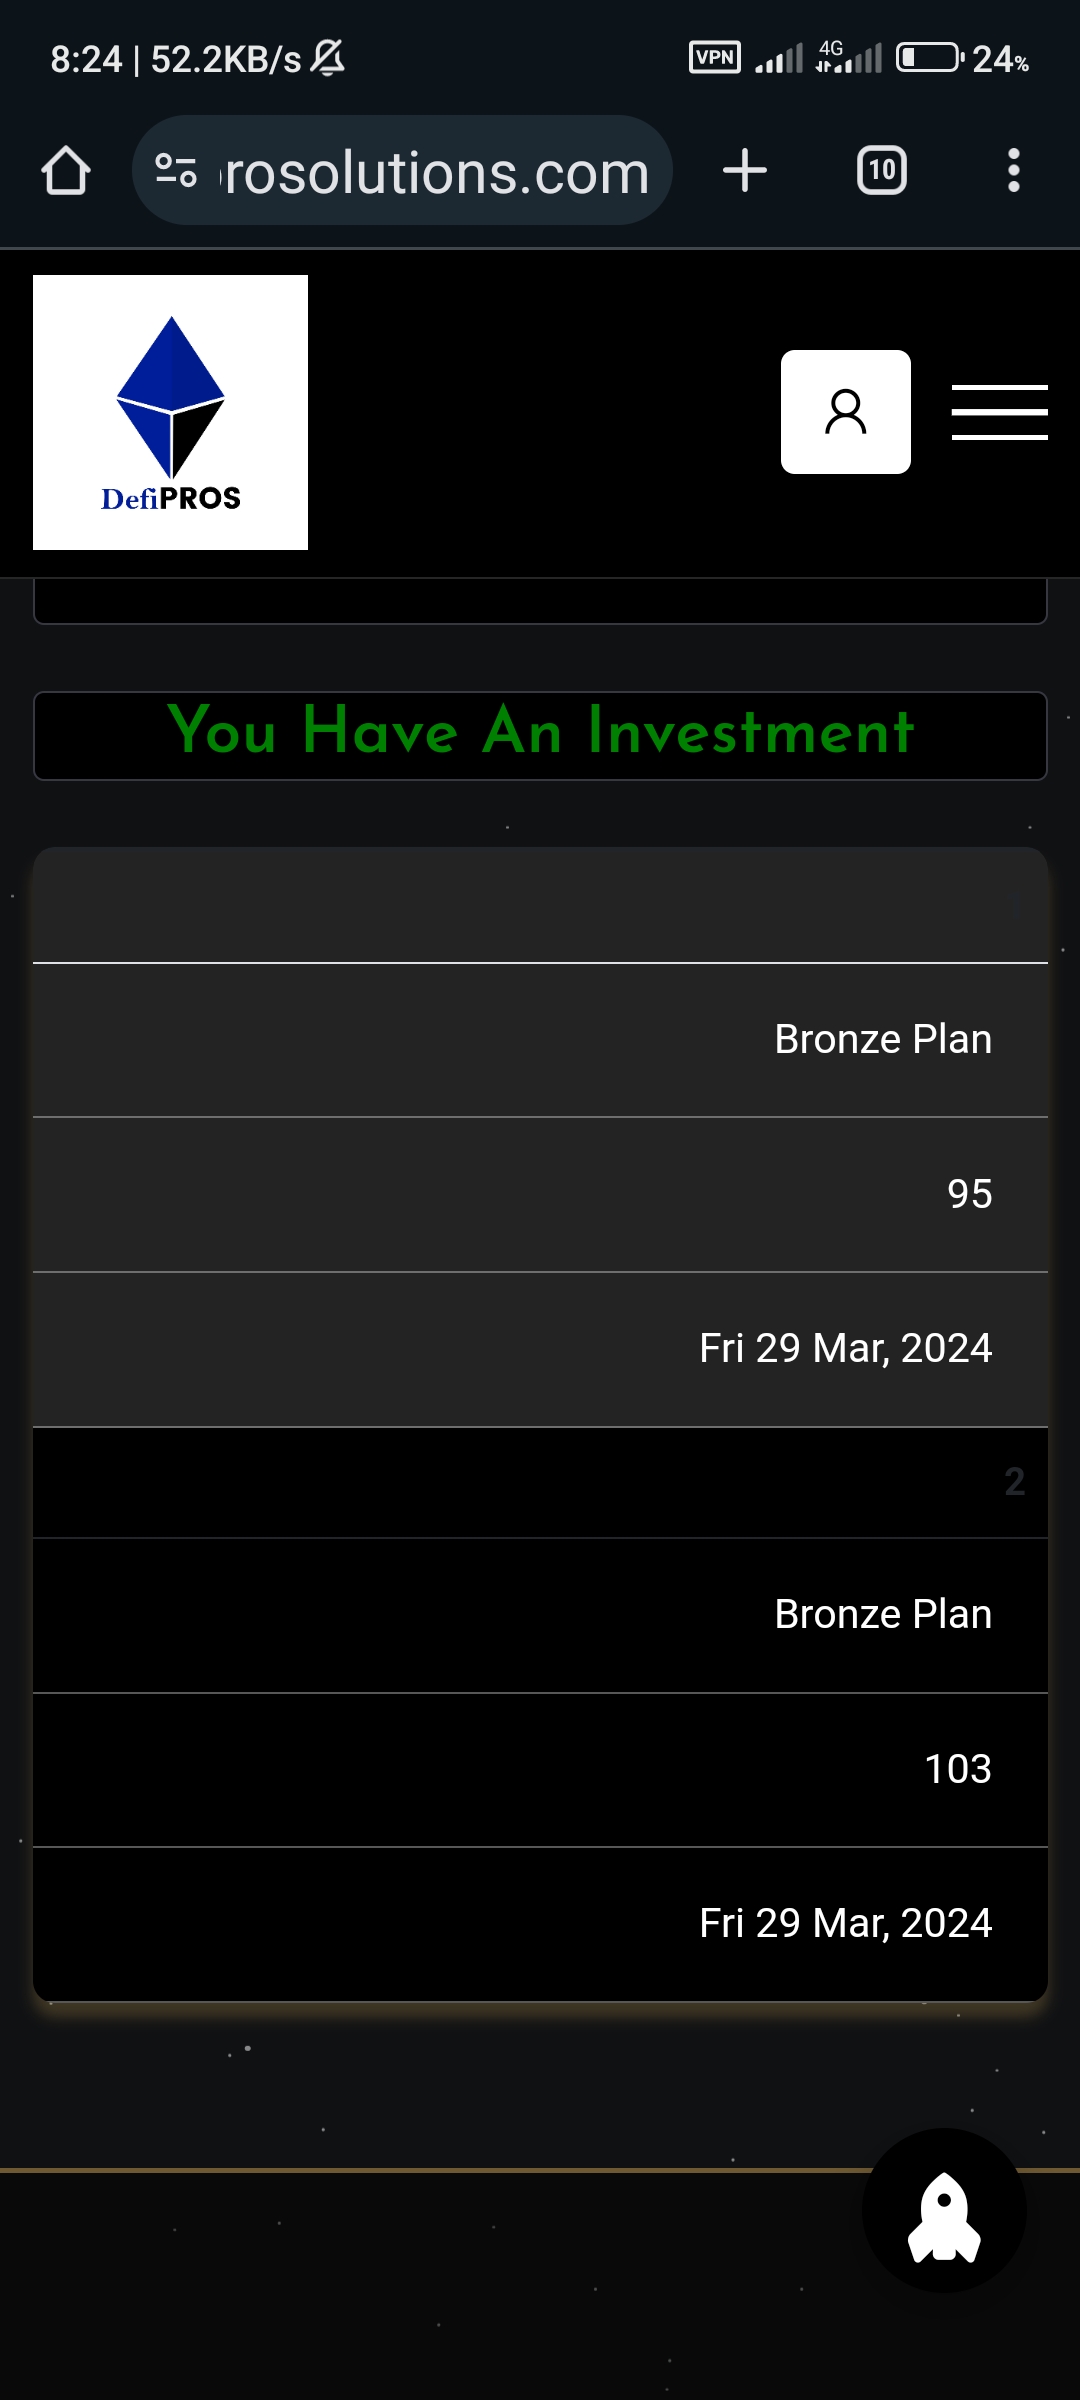 8:24 | 52.2KB/s
VPN
4G
24%
rosolutions.com
10
DefiPROS
You Have An Investment
Bronze Plan
95
Fri 29 Mar, 2024
2
Bronze Plan
103
Fri 29 Mar, 2024